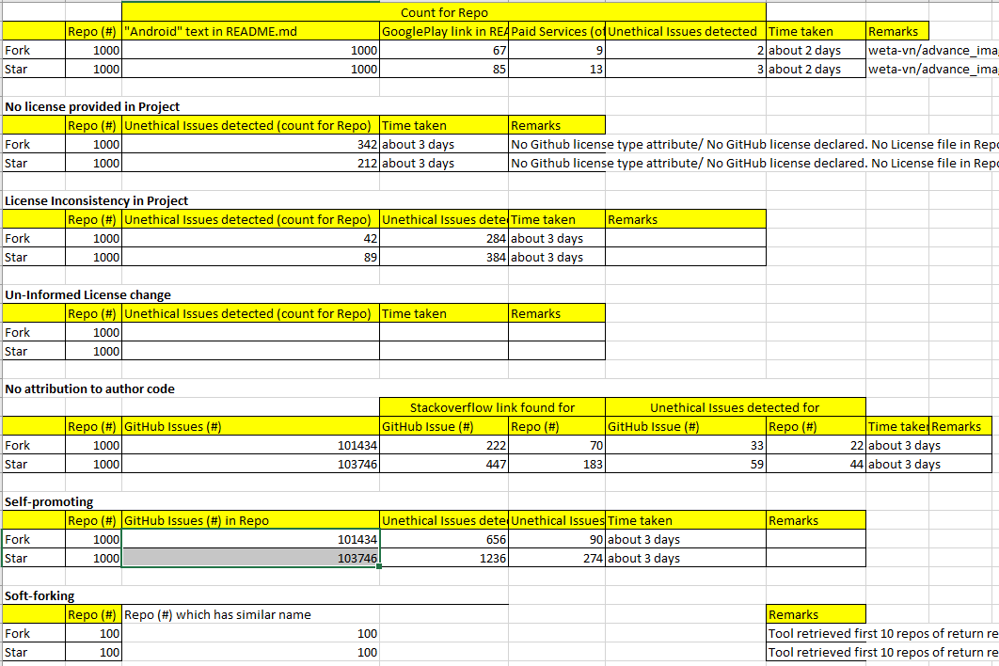 Count for Repo
Repo (#) "Android" text in README.md GooglePlay link in REA Paid Services (of Unethical Issues detected Time taken Remarks
Fork 1000 1000 67 9 2 about 2 days weta-vn/advance_ima
Star 1000 1000 85 13 3 about 2 days weta-vn/advance_ima
No license provided in Project
Repo (#) Unethical Issues detected (count for Repo) Time taken Remarks
Fork 1000 342 about 3 days No Github license type attribute/ No GitHub license declared. No License file in Repo
Star 1000 212 about 3 days No Github license type attribute/ No GitHub license declared. No License file in Repo
License Inconsistency in Project
Repo (#) Unethical Issues detected (count for Repo) Unethical Issues dete Time taken Remarks
Fork 1000 42 284 about 3 days
Star 1000 89 384 about 3 days
Un-Informed License change
Repo (#) Unethical Issues detected (count for Repo) Time taken Remarks
Fork 1000
Star 1000
No attribution to author code
Stackoverflow link found for Unethical Issues detected for
Repo (#) GitHub Issues (#) GitHub Issue (#) Repo (#) GitHub Issue (#) Repo (#) Time take Remarks
Fork 1000 101434 222 70 33 22 about 3 days
Star 1000 103746 447 183 59 44 about 3 days
Self-promoting
Repo (#) GitHub Issues (#) in Repo Unethical Issues dete Unethical Issues Time taken Remarks
Fork 1000 101434 656 90 about 3 days
Star 1000 103746 1236 274 about 3 days
Soft-forking
Repo (#) Repo (#) which has similar name Remarks
Fork 100 100 Tool retrieved first 10 repos of return re
Star 100 100 Tool retrieved first 10 repos of return re